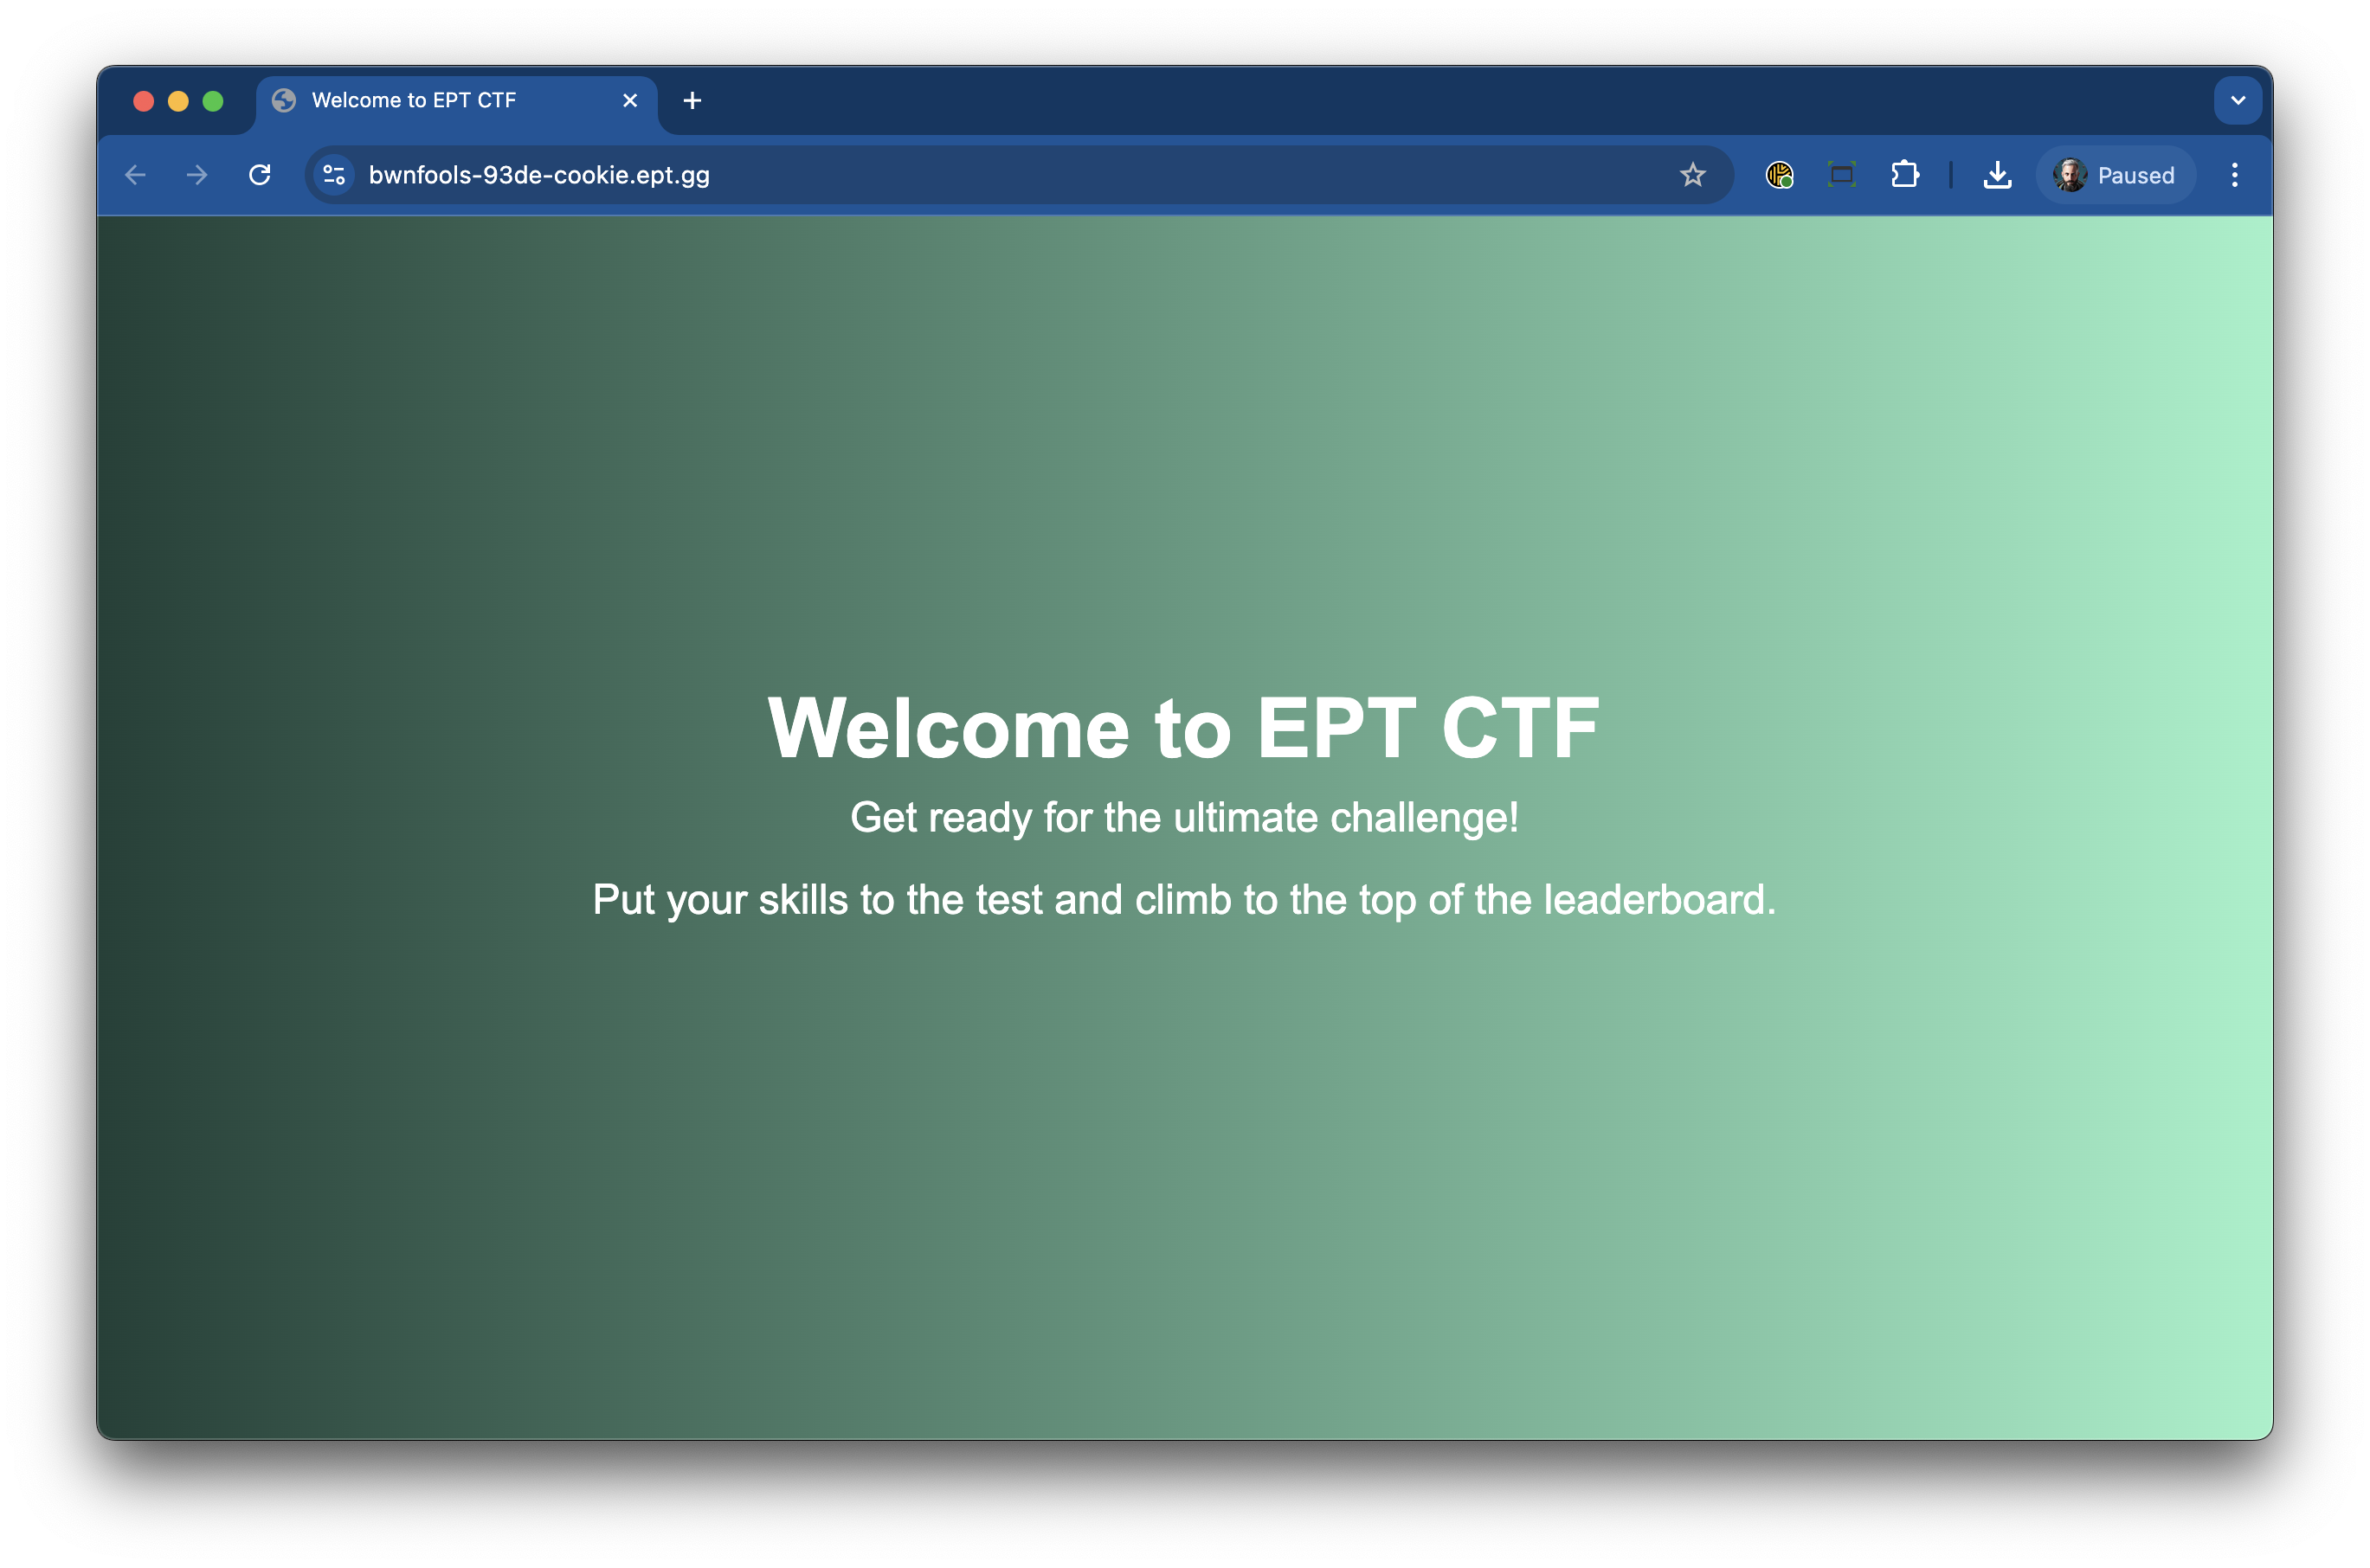 Welcome to EPT CTF
bwnfools-93de-cookie.ept.gg
Paused
Welcome to EPT CTF
Get ready for the ultimate challenge!
Put your skills to the test and climb to the top of the leaderboard.